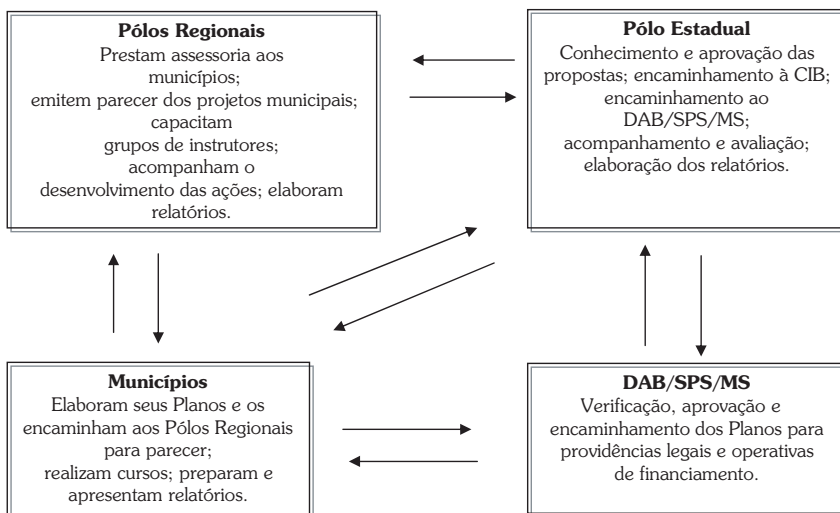 Pólos Regionais
Prestam assessoria aos
municípios;
emitem parecer dos projetos municipais;
capacitam
grupos de instrutores;
acompanham o
desenvolvimento das ações; elaboram
relatórios.
Pólo Estadual
Conhecimento e aprovação das
propostas; encaminhamento à CIB;
encaminhamento ao
DAB/SPS/MS;
acompanhamento e avaliação;
elaboração dos relatórios.
Municípios
Elaboram seus Planos e os
encaminham aos Pólos Regionais
para parecer;
realizam cursos; preparam e
apresentam relatórios.
DAB/SPS/MS
Verificação, aprovação e
encaminhamento dos Planos para
providências legais e operativas
de financiamento.